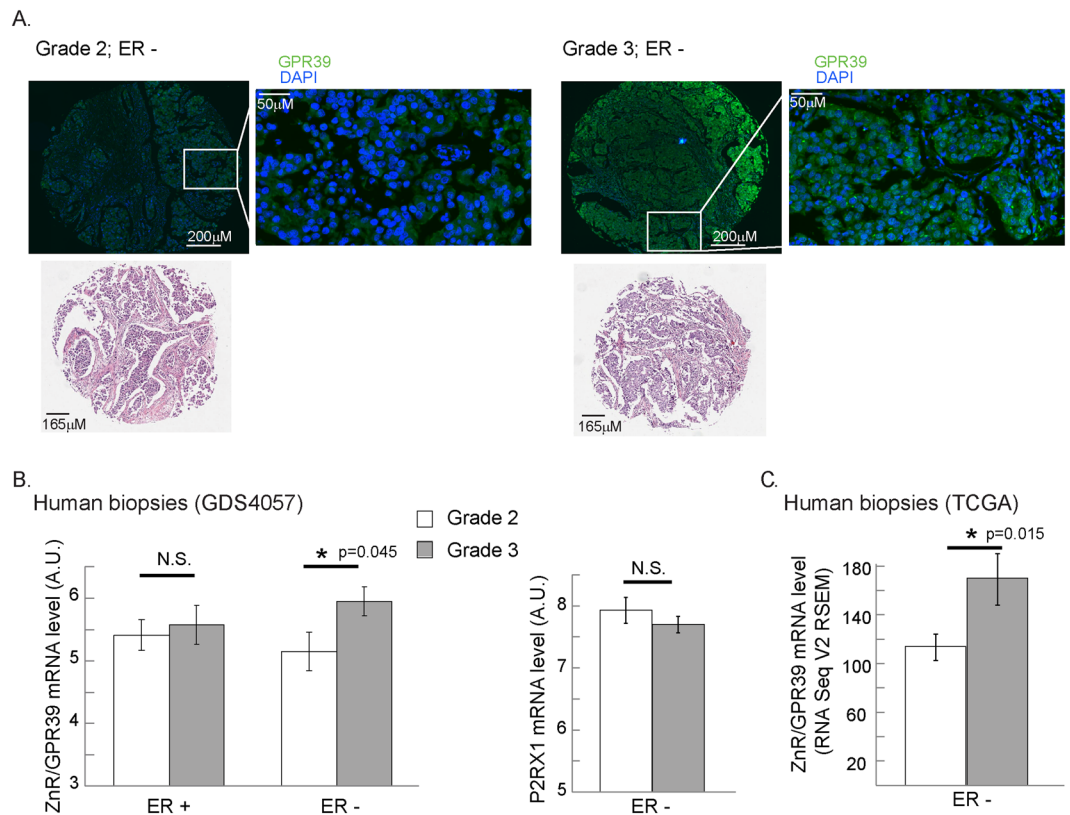 A.
Grade 2; ER -
GPR39
DAPI
50µM
200µM
165µM
Grade 3; ER -
GPR39
DAPI
50µM
200µM
165µM
B.
Human biopsies (GDS4057)
Grade 2
Grade 3
ZnR/GPR39 mRNA level (A.U.)
6
5
4
3
N.S.
* p=0.045
ER +
ER -
P2RX1 mRNA level (A.U.)
8
7
6
5
N.S.
ER -
C.
Human biopsies (TCGA)
* p=0.015
ZnR/GPR39 mRNA level
(RNA Seq V2 RSEM)
180
140
100
60
20
ER -